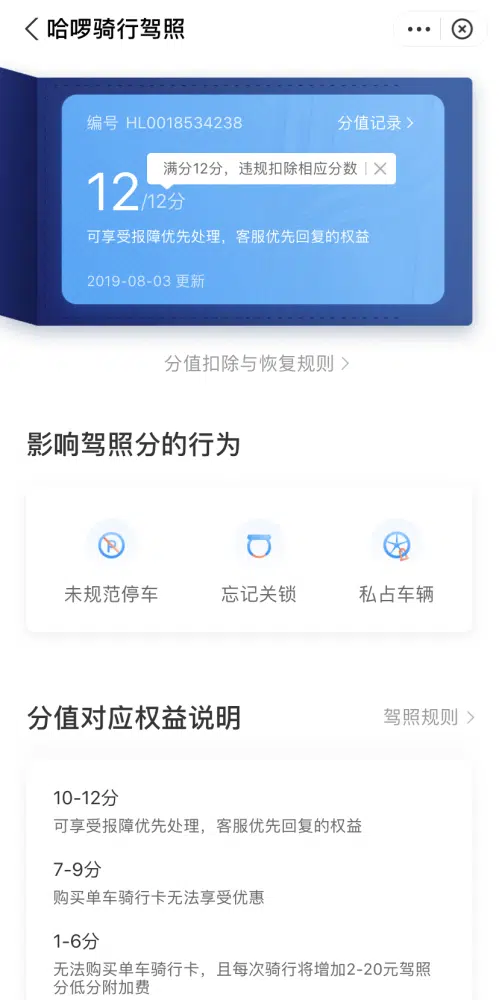 哈啰骑行驾照
编号 HL0018534238
分值记录
满分12分，违规扣除相应分数
12/12分
可享受报障优先处理，客服优先回复的权益
2019-08-03 更新
分值扣除与恢复规则
影响驾照分的行为
未规范停车
忘记关锁
私占车辆
分值对应权益说明
驾照规则
10-12分
可享受报障优先处理，客服优先回复的权益
7-9分
购买单车骑行卡无法享受优惠
1-6分
无法购买单车骑行卡，且每次骑行将增加2-20元驾照
分低分附加费